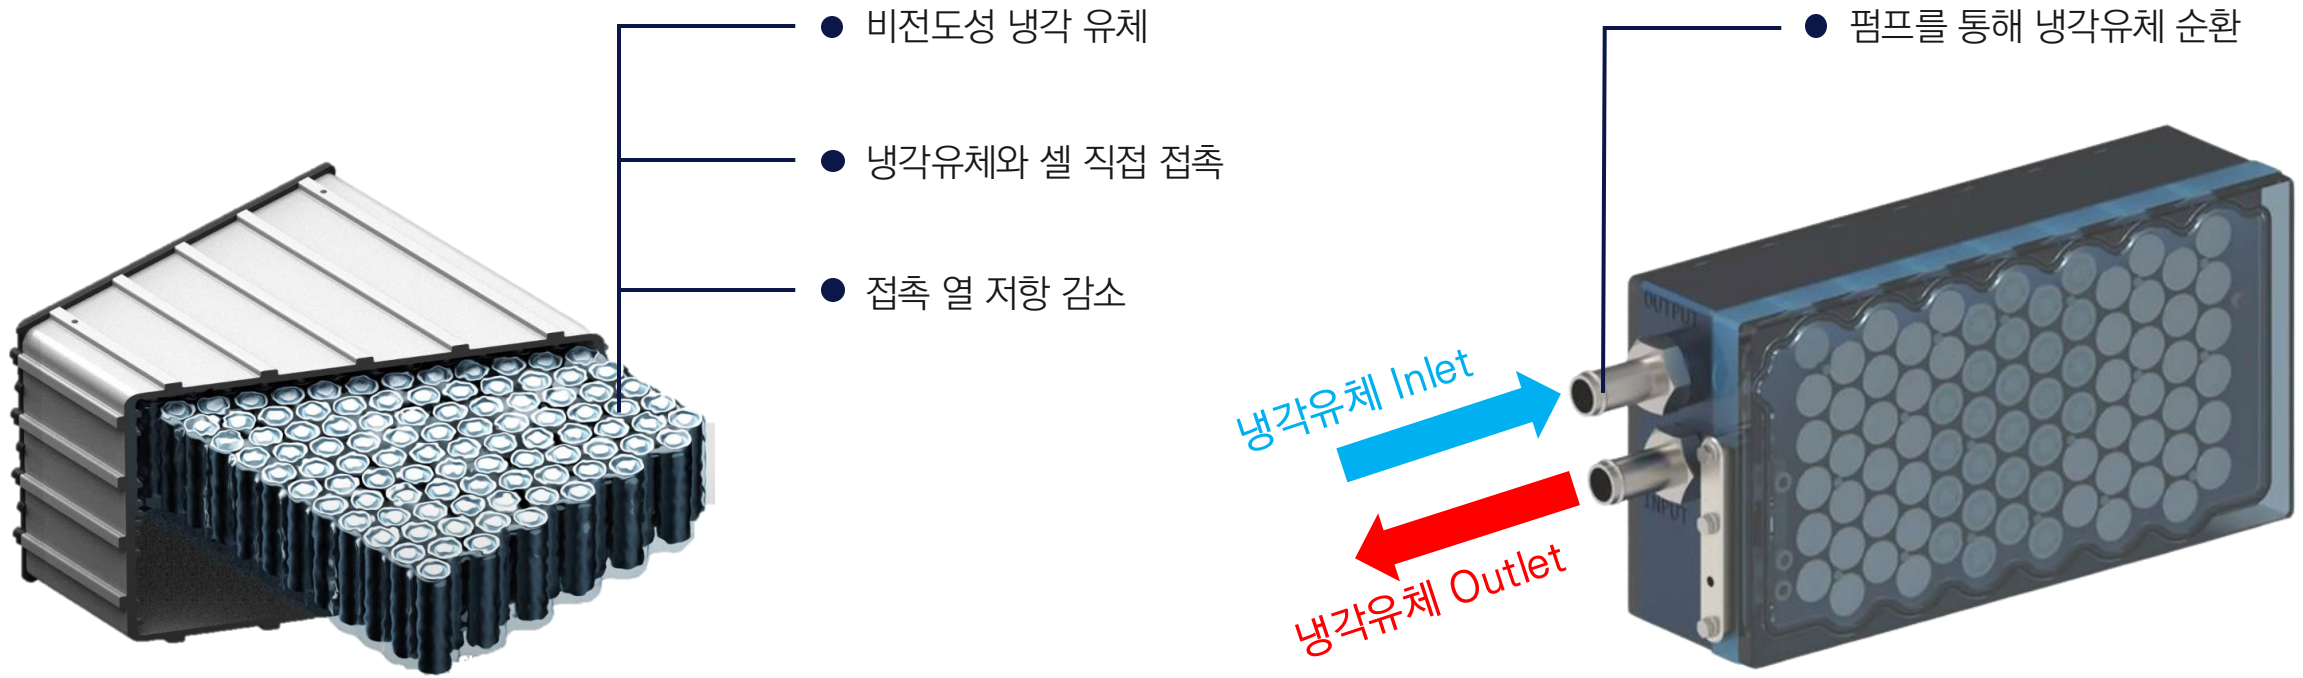 비전도성 냉각 유체
냉각유체와 셀 직접 접촉
접촉 열 저항 감소
펌프를 통해 냉각유체 순환
냉각유체 Inlet
냉각유체 Outlet
OUTPUT
INPUT